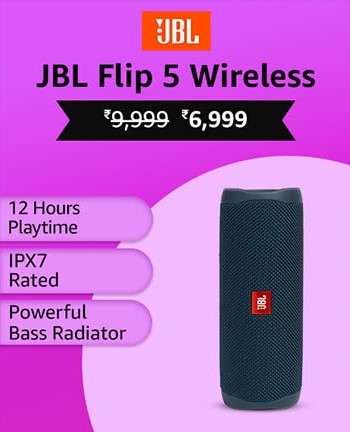 JBL
JBL Flip 5 Wireless
₹9,999 ₹6,999
12 Hours
Playtime
IPX7
Rated
Powerful
Bass Radiator
JBL